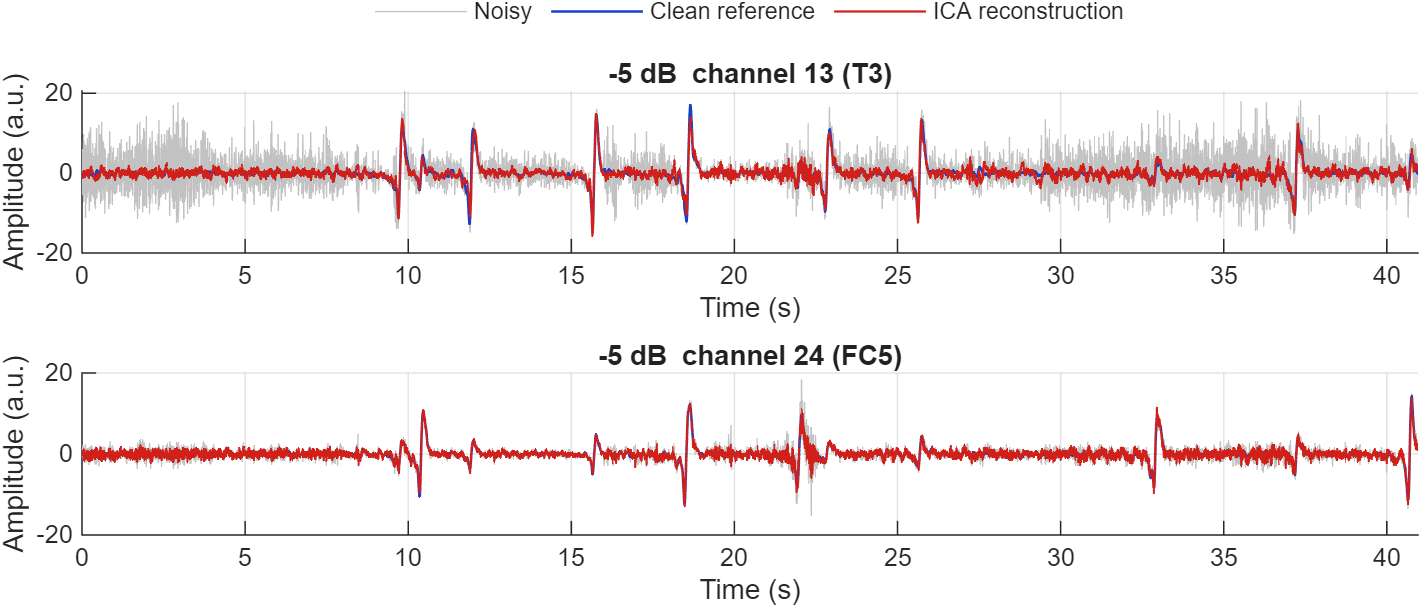 Noisy Clean reference ICA reconstruction
-5 dB channel 13 (T3)
Amplitude (a.u.)
20
0
-20
0 5 10 15 20 25 30 35 40
Time (s)
-5 dB channel 24 (FC5)
Amplitude (a.u.)
20
0
-20
0 5 10 15 20 25 30 35 40
Time (s)